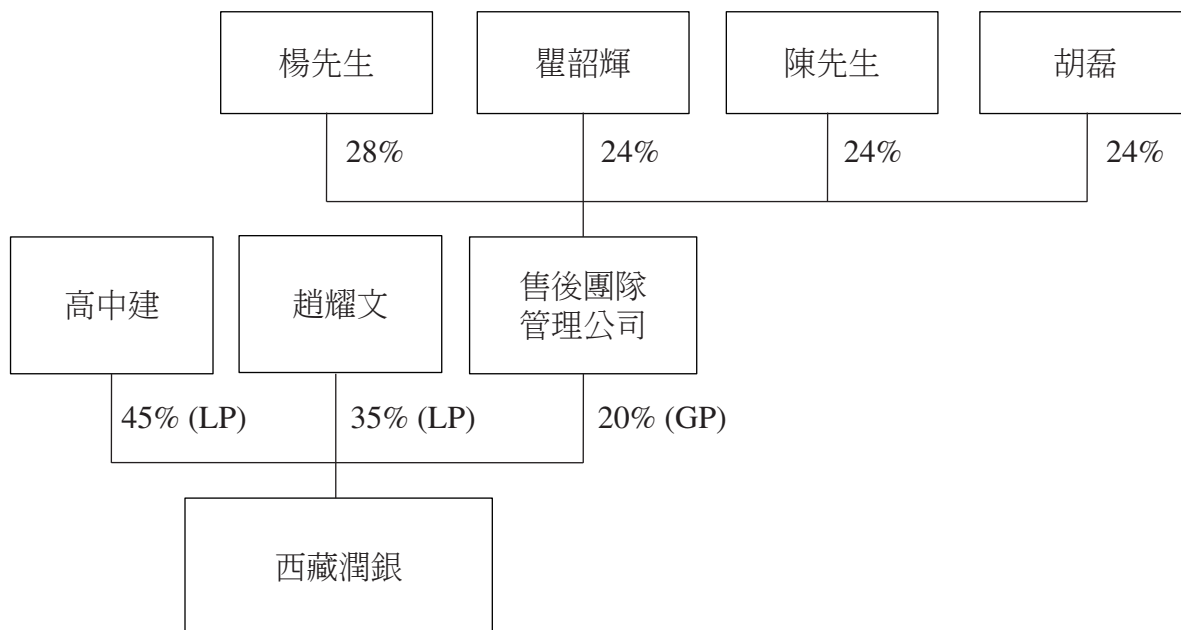 楊先生
瞿韶輝
陳先生
胡磊
28%
24%
24%
24%
高中建
趙耀文
售後團隊
管理公司
45% (LP)
35% (LP)
20% (GP)
西藏潤銀